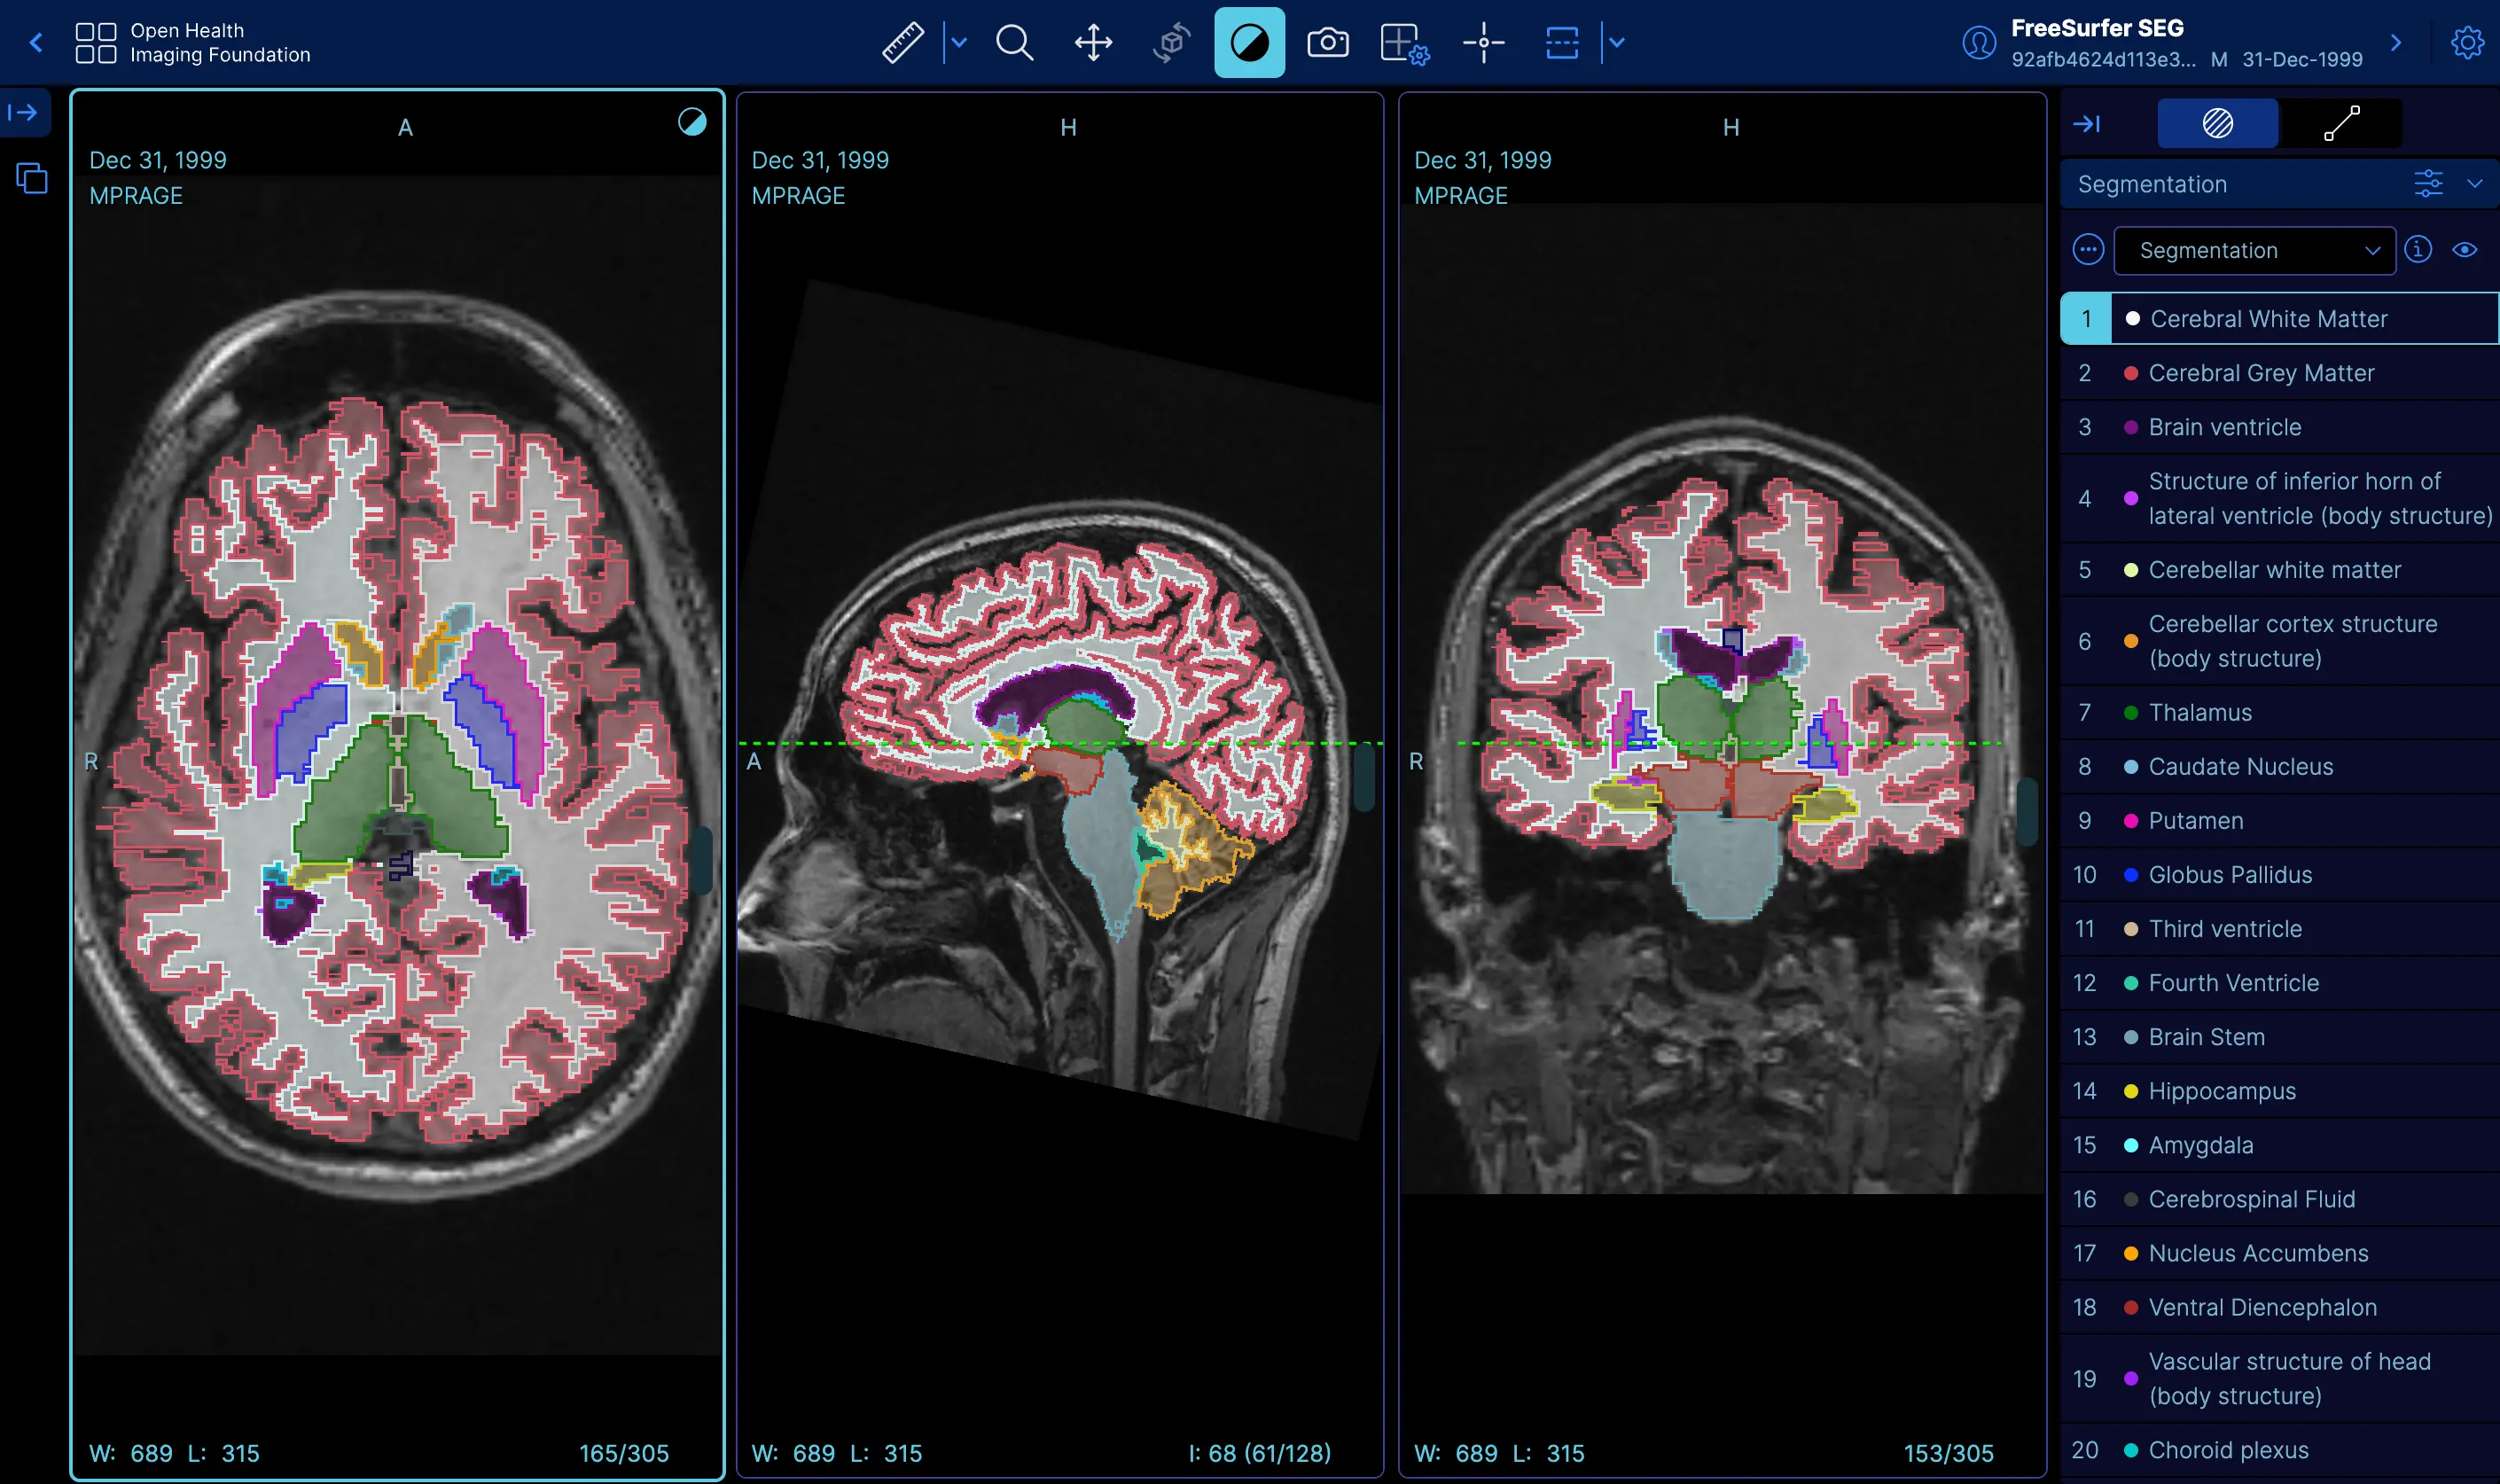 Open Health
Imaging Foundation
FreeSurfer SEG
92afb4624d113e3... M 31-Dec-1999
A
Dec 31, 1999
MPRAGE
R
W: 689 L: 315
165/305
H
Dec 31, 1999
MPRAGE
A
W: 689 L: 315
I: 68 (61/128)
H
Dec 31, 1999
MPRAGE
R
W: 689 L: 315
153/305
Segmentation
Segmentation
1 Cerebral White Matter
2 Cerebral Grey Matter
3 Brain ventricle
4 Structure of inferior horn of
lateral ventricle (body structure)
5 Cerebellar white matter
6 Cerebellar cortex structure
(body structure)
7 Thalamus
8 Caudate Nucleus
9 Putamen
10 Globus Pallidus
11 Third ventricle
12 Fourth Ventricle
13 Brain Stem
14 Hippocampus
15 Amygdala
16 Cerebrospinal Fluid
17 Nucleus Accumbens
18 Ventral Diencephalon
19 Vascular structure of head
(body structure)
20 Choroid plexus